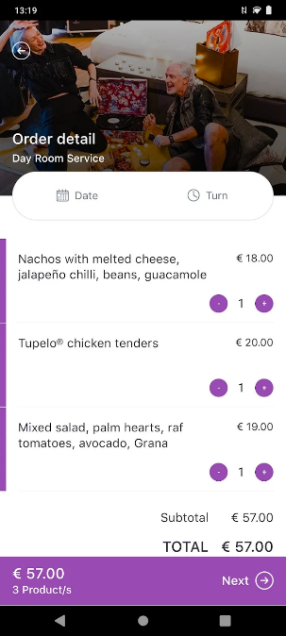 13:19
Order detail
Day Room Service
Date
Turn
Nachos with melted cheese, € 18.00
jalapeño chilli, beans, guacamole
- 1 +
Tupelo® chicken tenders € 20.00
- 1 +
Mixed salad, palm hearts, raf € 19.00
tomatoes, avocado, Grana
- 1 +
Subtotal € 57.00
TOTAL € 57.00
€ 57.00
3 Product/s
Next